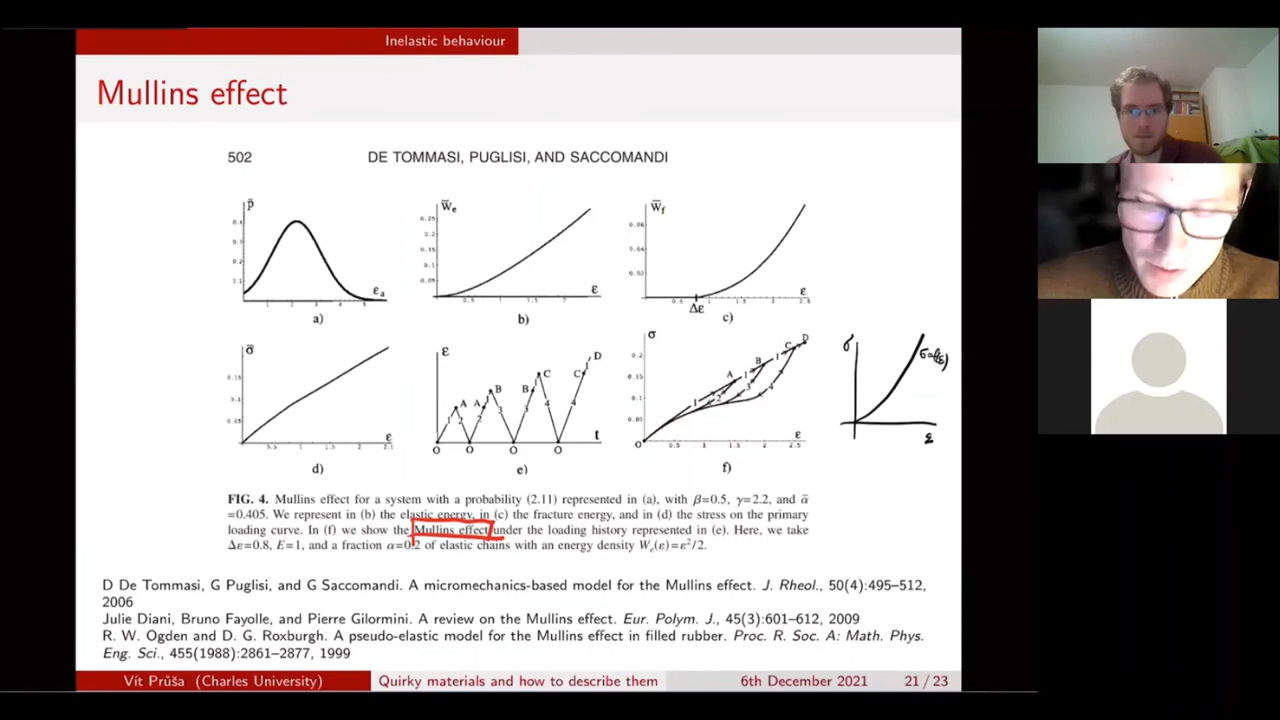 Inelastic behaviour
Mullins effect
502 DE TOMMASI, PUGLISI, AND SACCOMANDI
a)
b)
c)
d)
e)
f)
FIG. 4. Mullins effect for a system with a probability (2.11) represented in (a), with β=0.5, γ=2.2, and ᾱ
=0.405. We represent in (b) the elastic energy, in (c) the fracture energy, and in (d) the stress on the primary
loading curve. In (f) we show the Mullins effect under the loading history represented in (e). Here, we take
Δε=0.8, E=1, and a fraction α=0.2 of elastic chains with an energy density Wₑ(ε)=ε²/2.
D De Tommasi, G Puglisi, and G Saccomandi. A micromechanics-based model for the Mullins effect. J. Rheol., 50(4):495–512,
2006
Julie Diani, Bruno Fayolle, and Pierre Gilormini. A review on the Mullins effect. Eur. Polym. J., 45(3):601–612, 2009
R. W. Ogden and D. G. Roxburgh. A pseudo-elastic model for the Mullins effect in filled rubber. Proc. R. Soc. A: Math. Phys.
Eng. Sci., 455(1988):2861–2877, 1999
Vít Průša (Charles University) Quirky materials and how to describe them 6th December 2021 21 / 23